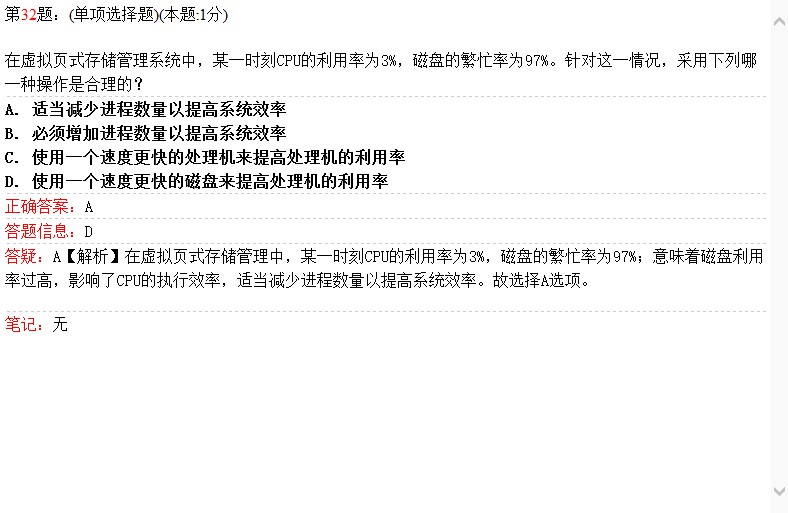 第32题：(单项选择题)(本题:1分)
在虚拟页式存储管理系统中，某一时刻CPU的利用率为3%，磁盘的繁忙率为97%。针对这一情况，采用下列哪
一种操作是合理的？
A. 适当减少进程数量以提高系统效率
B. 必须增加进程数量以提高系统效率
C. 使用一个速度更快的处理机来提高处理机的利用率
D. 使用一个速度更快的磁盘来提高处理机的利用率
正确答案：A
答题信息：D
答疑：A【解析】在虚拟页式存储管理中，某一时刻CPU的利用率为3%，磁盘的繁忙率为97%；意味着磁盘利用
率过高，影响了CPU的执行效率，适当减少进程数量以提高系统效率。故选择A选项。
笔记：无